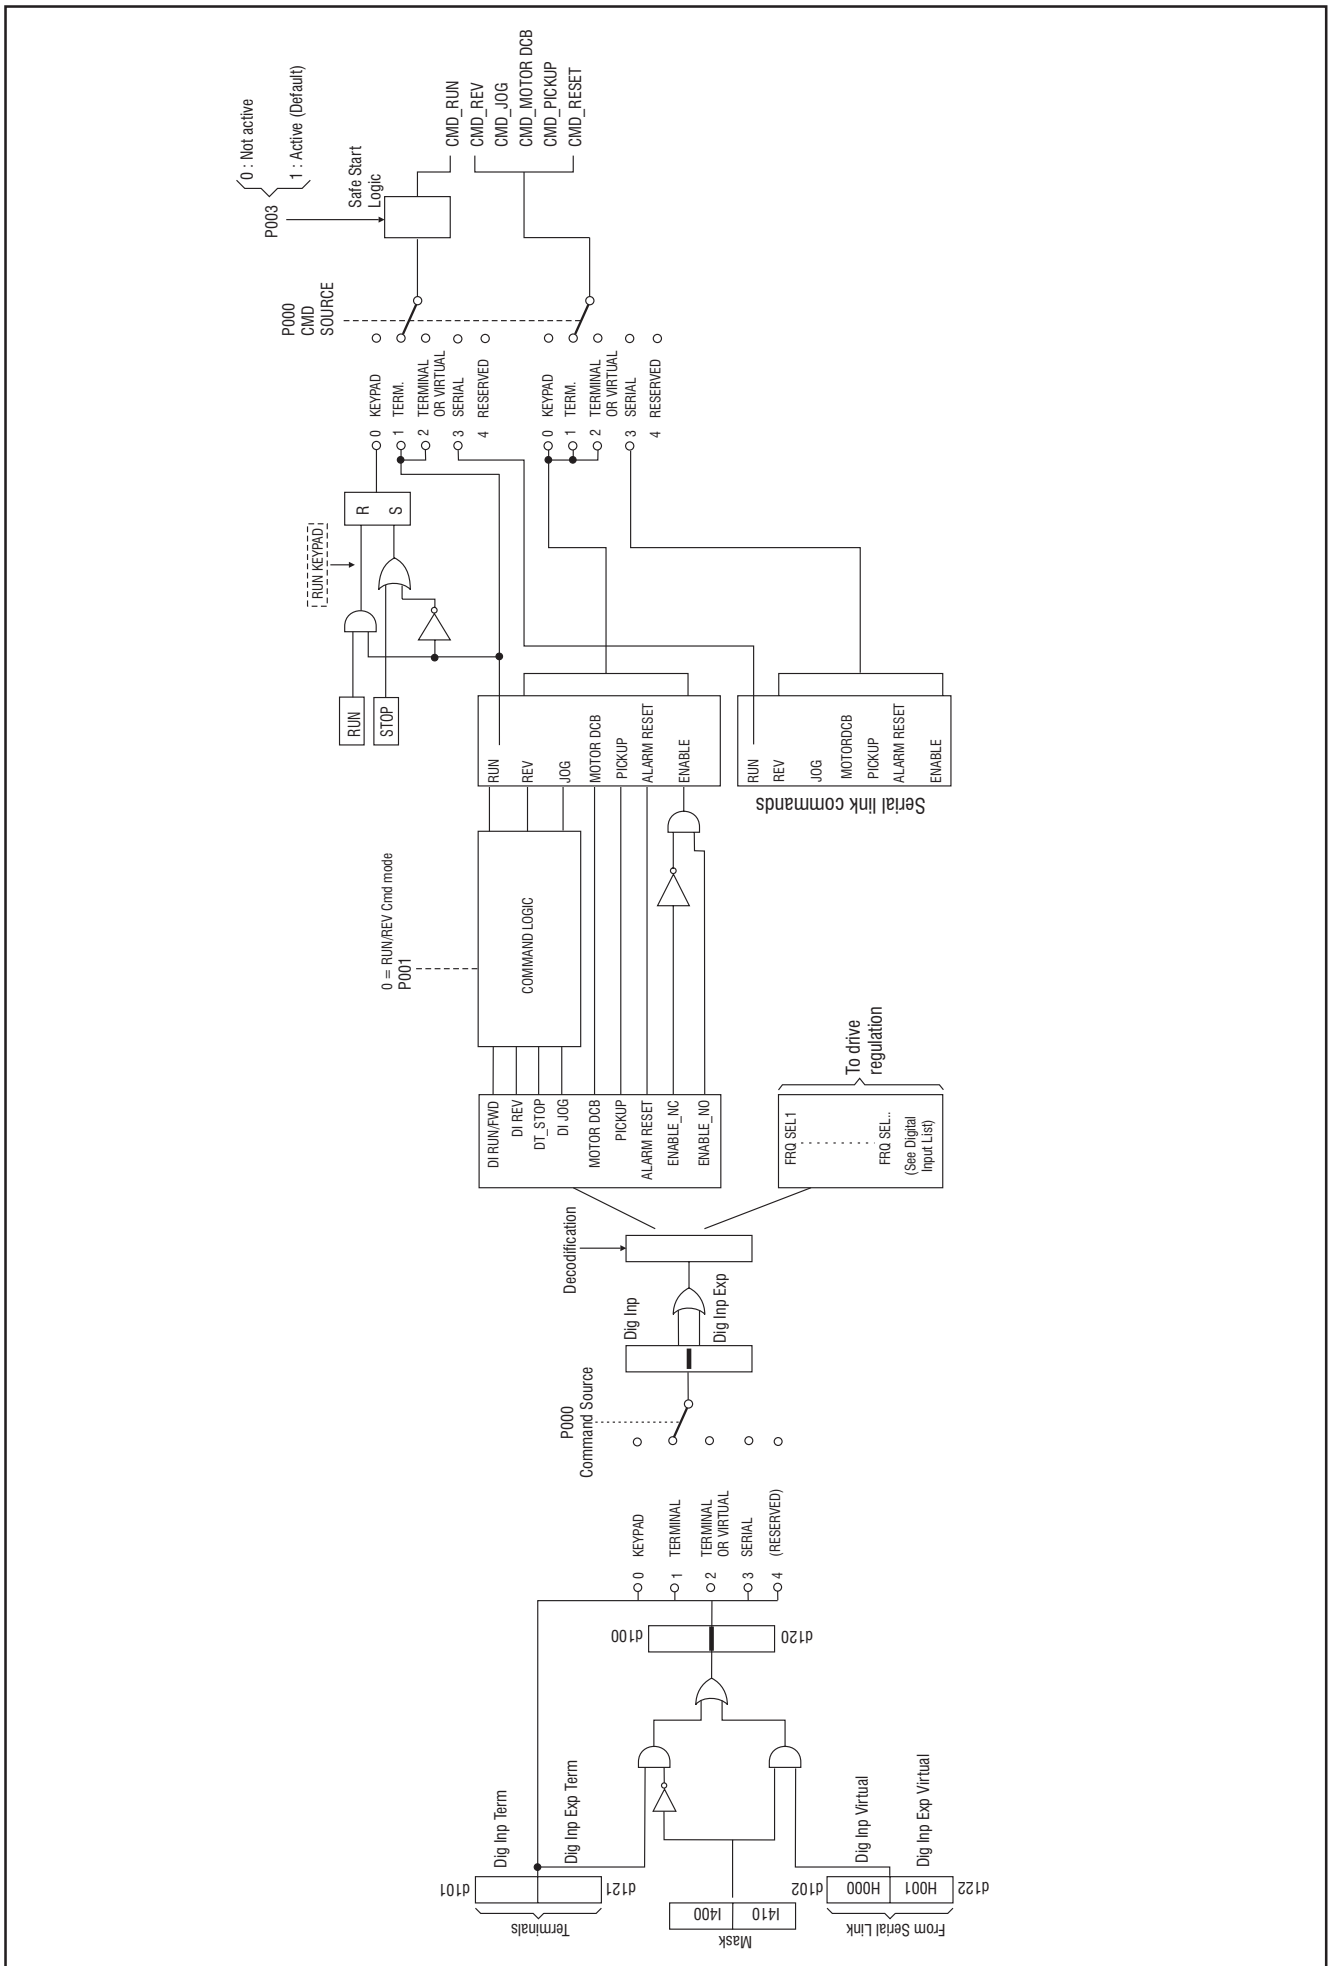 0 : Not active
1 : Active (Default)
P003
Safe Start
Logic
CMD_RUN
CMD_REV
CMD_JOG
CMD_MOTOR DCB
CMD_PICKUP
CMD_RESET
P000
CMD
SOURCE
0 KEYPAD
1 TERM.
2 TERMINAL
OR VIRTUAL
3 SERIAL
4 RESERVED
0 KEYPAD
1 TERM.
2 TERMINAL
OR VIRTUAL
3 SERIAL
4 RESERVED
R
S
RUN KEYPAD
RUN
STOP
RUN
REV
JOG
MOTOR DCB
PICKUP
ALARM RESET
ENABLE
RUN
REV
JOG
MOTORDCB
PICKUP
ALARM RESET
ENABLE
Serial link commands
0 = RUN/REV Cmd mode
P001
COMMAND LOGIC
DI RUN/FWD
DI REV
DT_STOP
DI JOG
MOTOR DCB
PICKUP
ALARM RESET
ENABLE_NC
ENABLE_NO
To drive
regulation
FRQ SEL1
FRQ SEL..
(See Digital
Input List)
Decodification
Dig Inp
Dig Inp Exp
P000
Command Source
0 KEYPAD
1 TERMINAL
2 TERMINAL
OR VIRTUAL
3 SERIAL
4 (RESERVED)
d100
d120
Dig Inp Term
Dig Inp Exp Term
d101
d121
Terminals
I400
I410
Mask
Dig Inp Virtual
Dig Inp Exp Virtual
d102
H000
H001
d122
From Serial Link